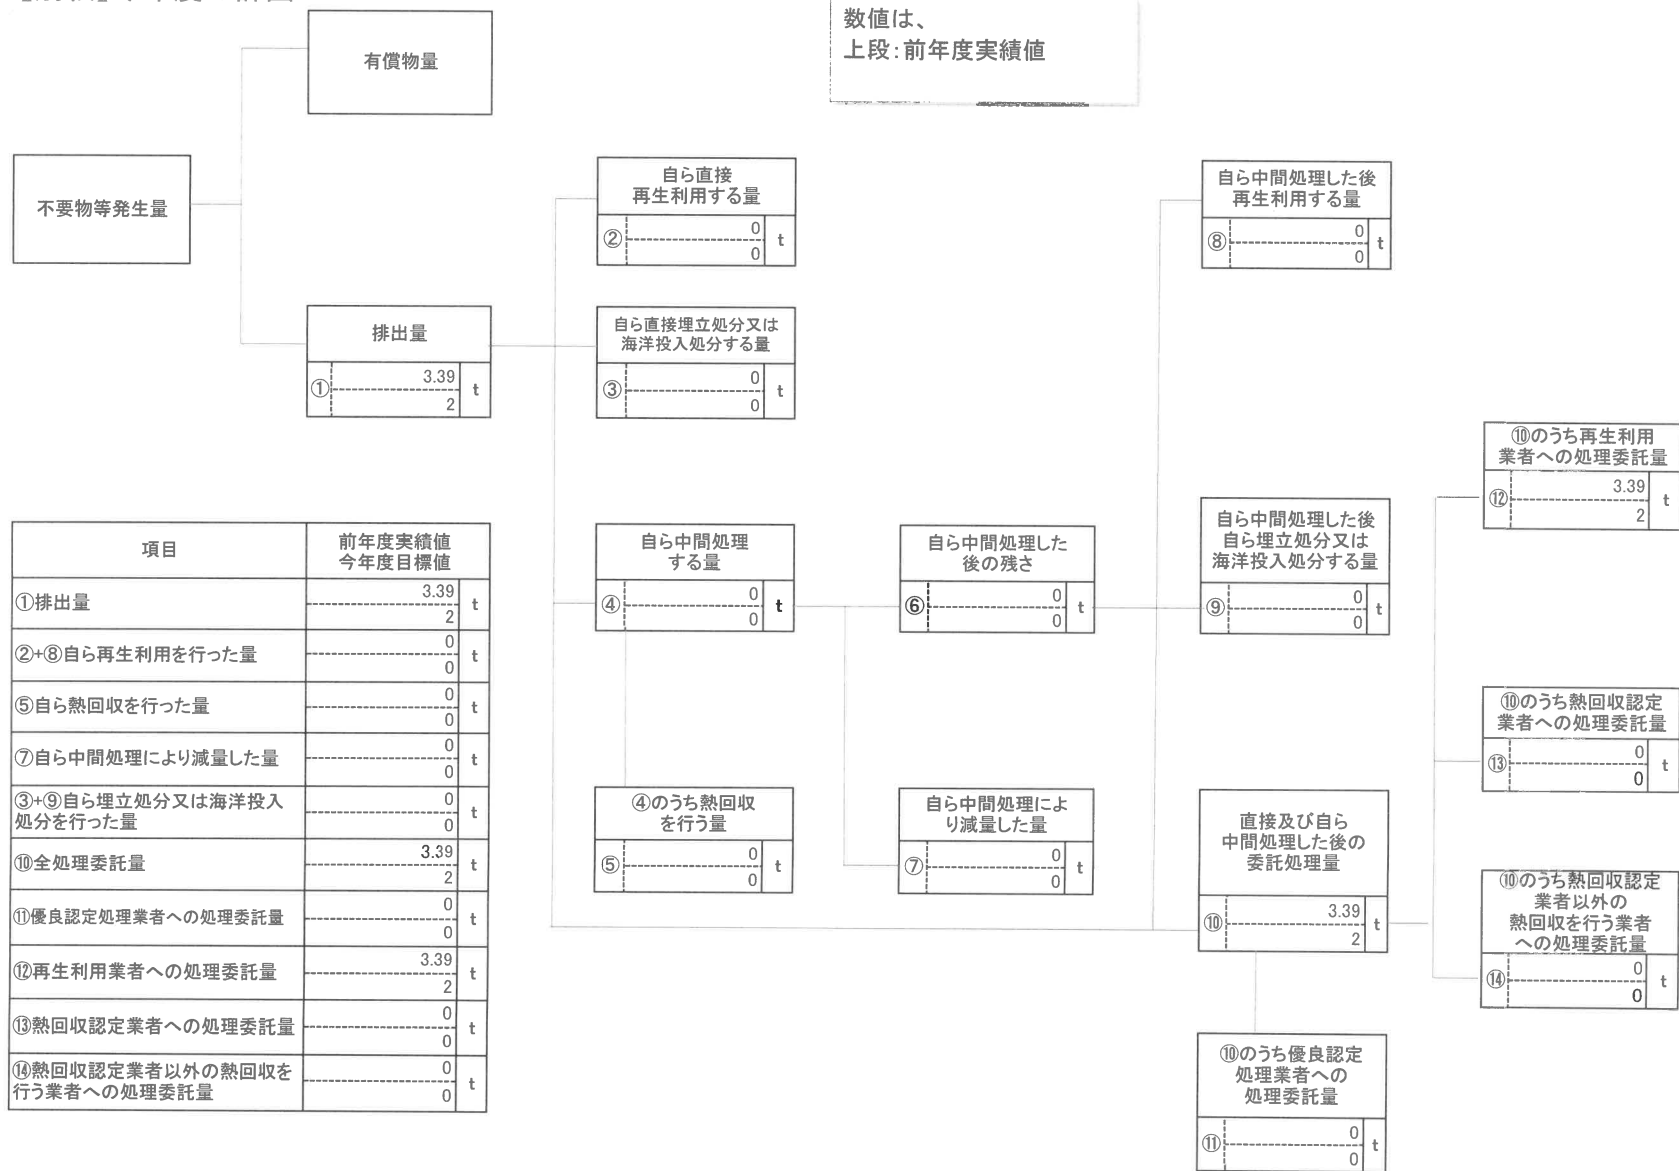 数値は、
上段:前年度実績値
有償物量
不要物等発生量
排出量
①
3.39
2
t
自ら直接
再生利用する量
②
0
0
t
自ら直接埋立処分又は
海洋投入処分する量
③
0
0
t
自ら中間処理
する量
④
0
0
t
④のうち熱回収
を行う量
⑤
0
0
t
自ら中間処理した
後の残さ
⑥
0
0
t
自ら中間処理によ
り減量した量
⑦
0
0
t
自ら中間処理した後
再生利用する量
⑧
0
0
t
自ら中間処理した後
自ら埋立処分又は
海洋投入処分する量
⑨
0
0
t
直接及び自ら
中間処理した後の
委託処理量
⑩
3.39
2
t
⑩のうち優良認定
処理業者への
処理委託量
⑪
0
0
t
⑩のうち再生利用
業者への処理委託量
⑫
3.39
2
t
⑩のうち熱回収認定
業者への処理委託量
⑬
0
0
t
⑩のうち熱回収認定
業者以外の
熱回収を行う業者
への処理委託量
⑭
0
0
t
項目
前年度実績値
今年度目標値
①排出量
3.39
2
t
②+⑧自ら再生利用を行った量
0
0
t
⑤自ら熱回収を行った量
0
0
t
⑦自ら中間処理により減量した量
0
0
t
③+⑨自ら埋立処分又は海洋投入
処分を行った量
0
0
t
⑩全処理委託量
3.39
2
t
⑪優良認定処理業者への処理委託量
0
0
t
⑫再生利用業者への処理委託量
3.39
2
t
⑬熱回収認定業者への処理委託量
0
0
t
⑭熱回収認定業者以外の熱回収を
行う業者への処理委託量
0
0
t